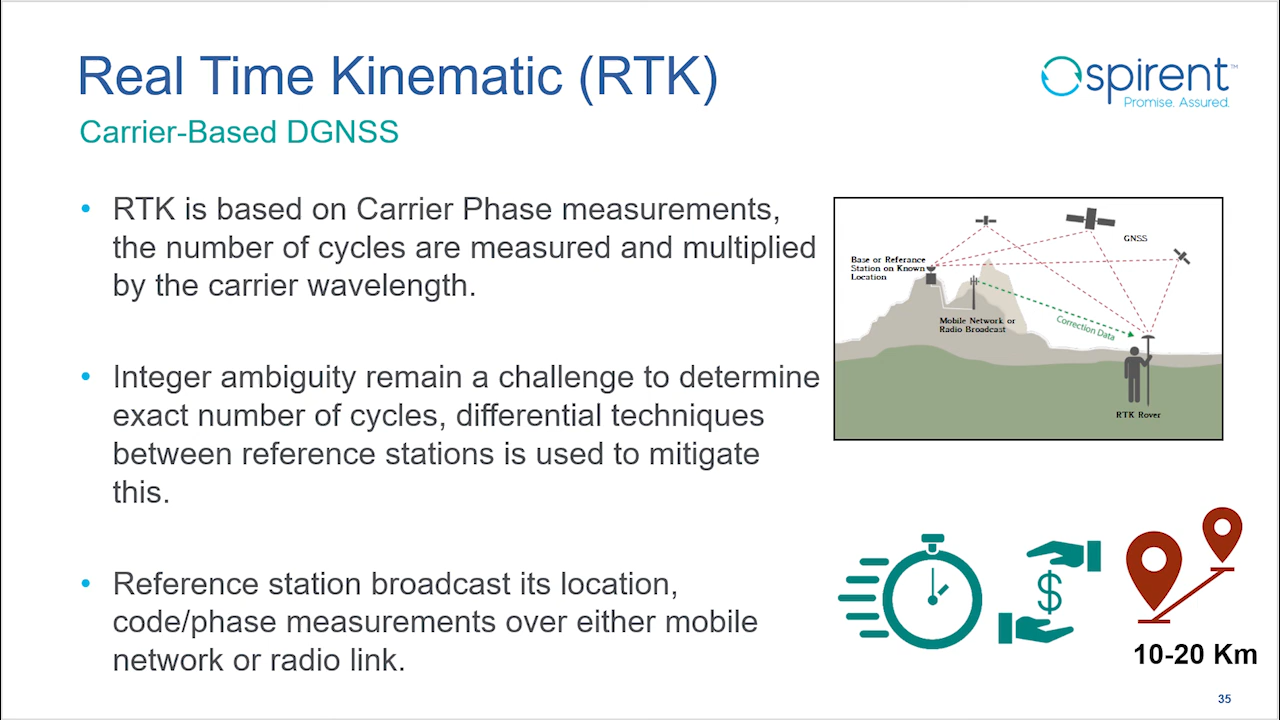 Real Time Kinematic (RTK)
Carrier-Based DGNSS
spirent™
Promise. Assured.
• RTK is based on Carrier Phase measurements,
the number of cycles are measured and multiplied
by the carrier wavelength.
• Integer ambiguity remain a challenge to determine
exact number of cycles, differential techniques
between reference stations is used to mitigate
this.
• Reference station broadcast its location,
code/phase measurements over either mobile
network or radio link.
GNSS
Base or Referance
Station on Known
Location
Mobile Network or
Radio Broadcast
Correction Data
RTK Rover
$
10-20 Km
35